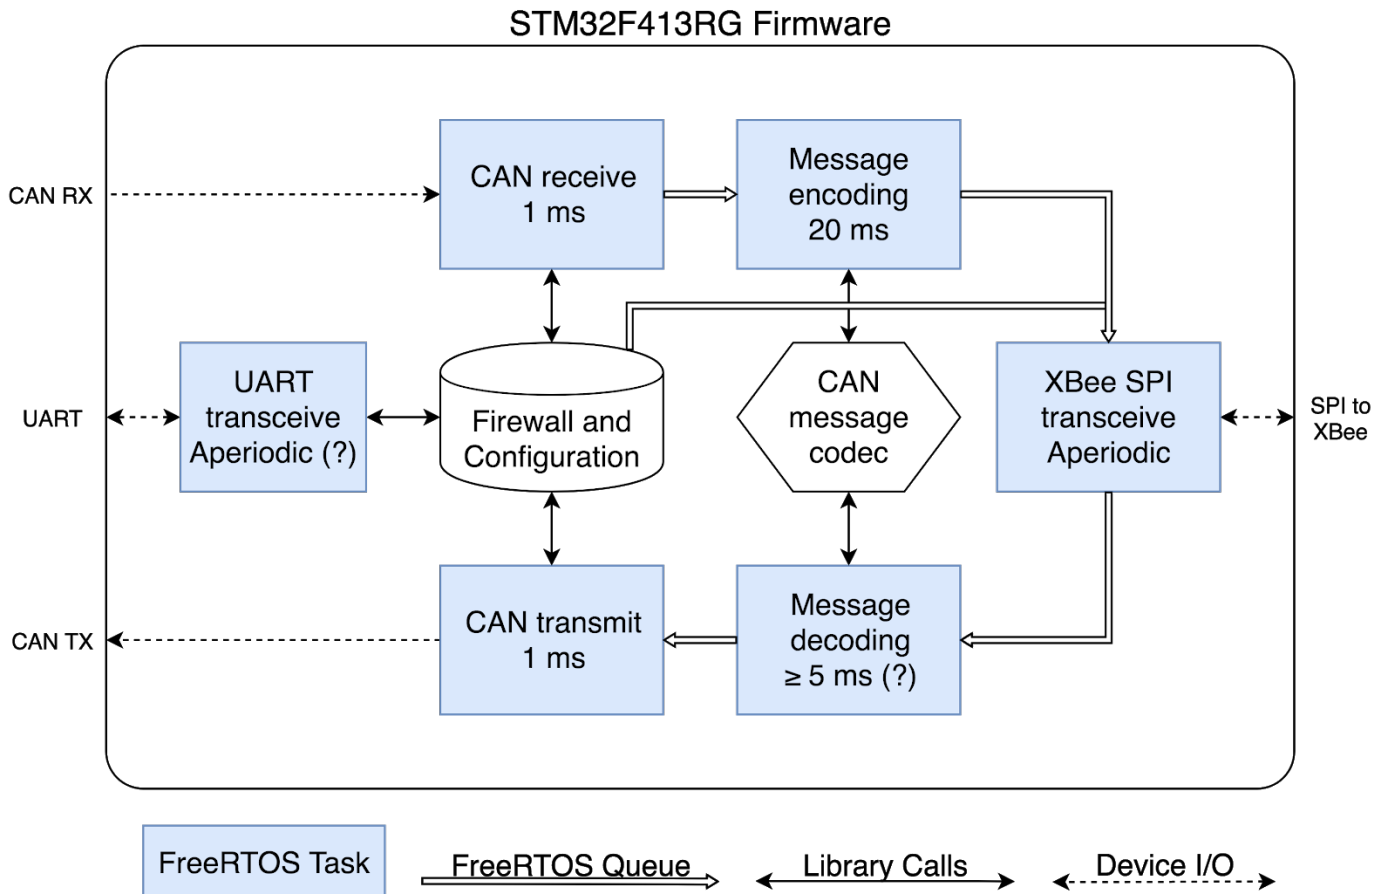 STM32F413RG Firmware
CAN RX
CAN receive
1 ms
Message
encoding
20 ms
UART
UART
transceive
Aperiodic (?)
Firewall and
Configuration
CAN
message
codec
XBee SPI
transceive
Aperiodic
SPI to
XBee
CAN TX
CAN transmit
1 ms
Message
decoding
≥ 5 ms (?)
FreeRTOS Task
FreeRTOS Queue
Library Calls
Device I/O